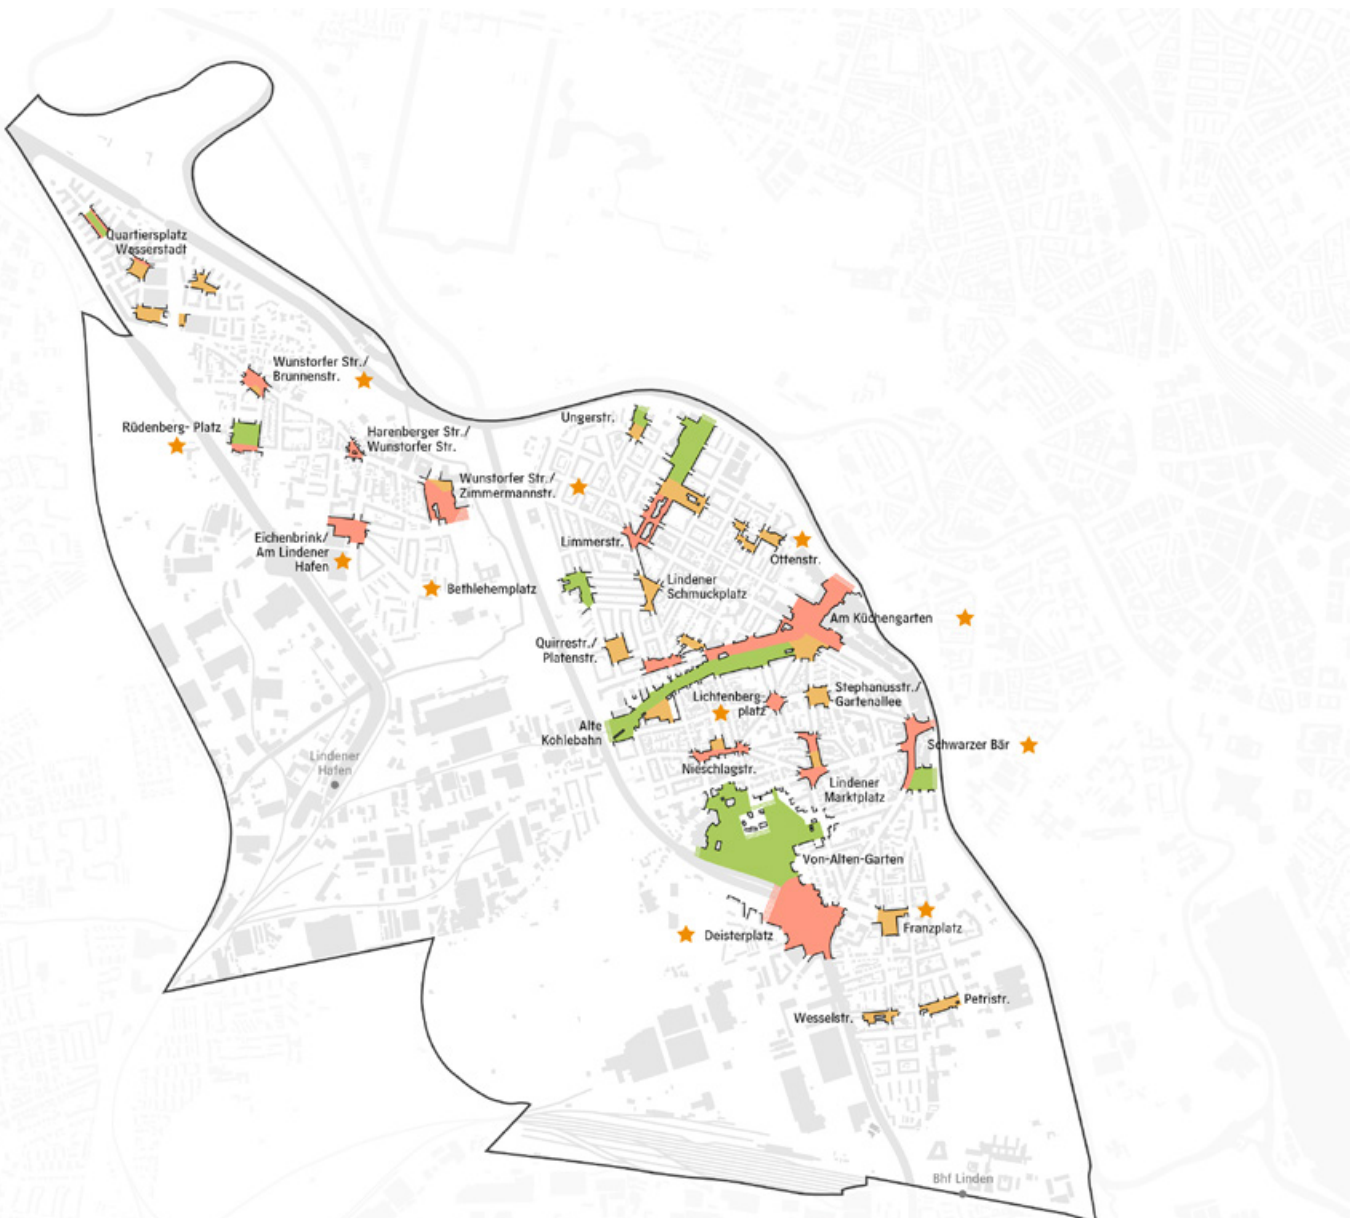 Quartiersplatz
Wasserstadt
Wunstorfer Str./
Brunnenstr.
Rüdenberg- Platz
Harenberger Str./
Wunstorfer Str.
Ungerstr.
Wunstorfer Str./
Zimmermannstr.
Eichenbrink/
Am Lindener
Hafen
Limmerstr.
Ottenstr.
Bethlehemplatz
Lindener
Schmuckplatz
Am Küchengarten
Quirrestr./
Platenstr.
Lichtenberg-
platz
Stephanusstr./
Gartenallee
Alte
Kohlebahn
Schwarzer Bär
Lindener
Hafen
Nieschlagstr.
Lindener
Marktplatz
Von-Alten-Garten
Deisterplatz
Franzplatz
Petristr.
Wesselstr.
Bhf Linden